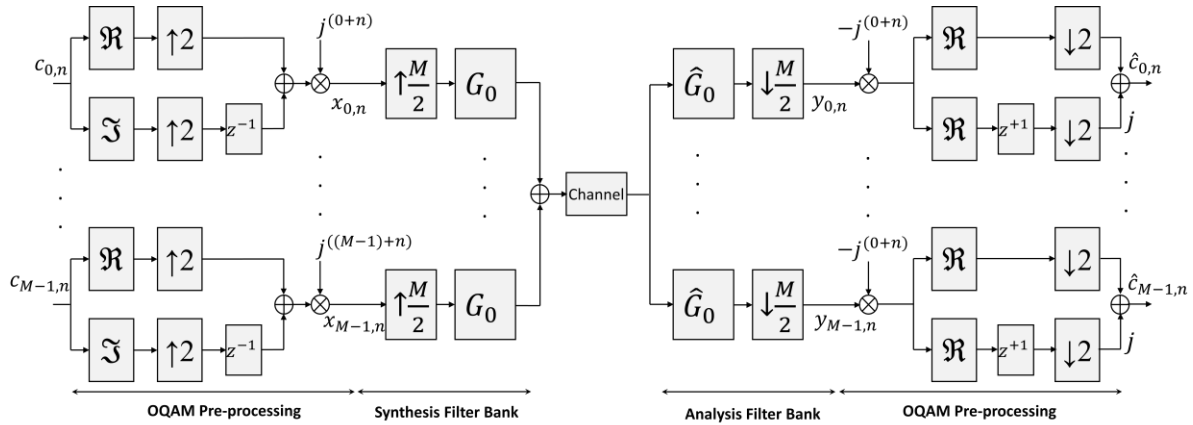 c_{0,n}
ℜ
↑2
ℑ
↑2
z^{-1}
j^{(0+n)}
x_{0,n}
↑M/2
G_0
. . .
c_{M-1,n}
ℜ
↑2
ℑ
↑2
z^{-1}
j^{((M-1)+n)}
x_{M-1,n}
↑M/2
G_0
Channel
Ĝ_0
↓M/2
y_{0,n}
-j^{(0+n)}
ℜ
↓2
ℜ
z^{+1}
↓2
ĉ_{0,n}
j
Ĝ_0
↓M/2
y_{M-1,n}
-j^{(0+n)}
ℜ
↓2
ℜ
z^{+1}
↓2
ĉ_{M-1,n}
j
OQAM Pre-processing
Synthesis Filter Bank
Analysis Filter Bank
OQAM Pre-processing